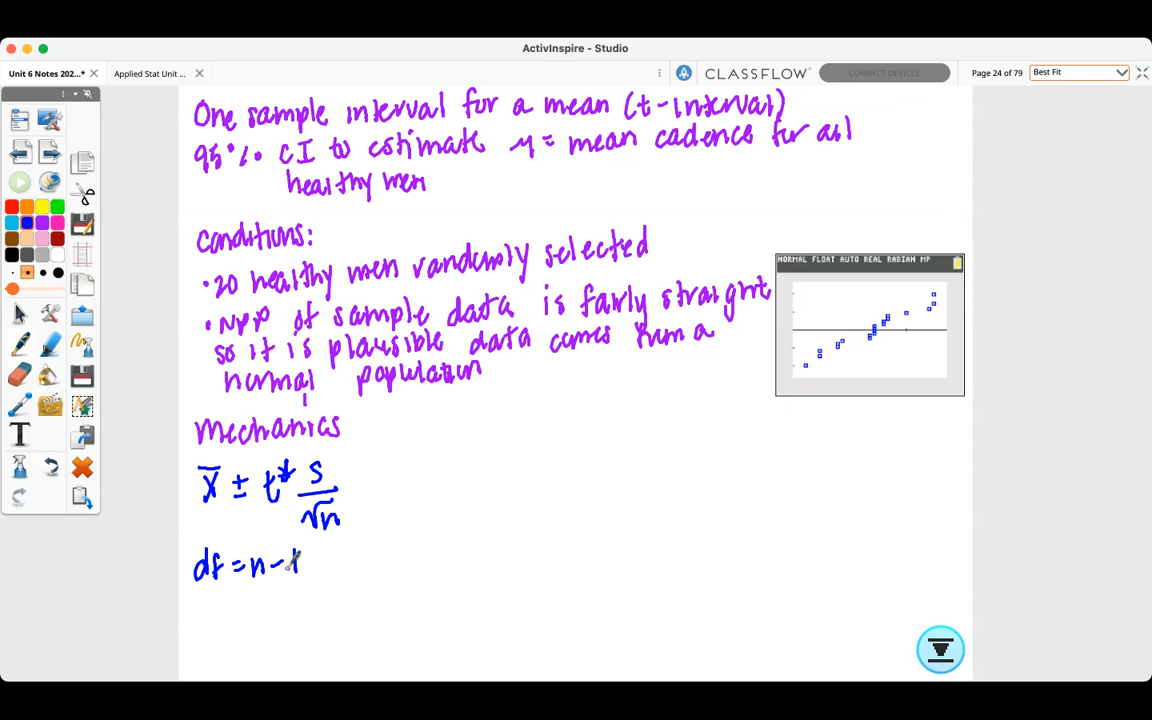 ActivInspire - Studio
Unit 6 Notes 202...*
Applied Stat Unit ...
CLASSFLOW
CONNECT DEVICES
Page 24 of 79
Best Fit
One sample interval for a mean (t-interval)
95% CI to estimate μ = mean cadence for all
healthy men
Conditions:
• 20 healthy men randomly selected
• NPP of sample data is fairly straight
so it is plausible data comes from a
normal population
NORMAL FLOAT AUTO REAL RADIAN MP
Mechanics
x̄ ± t* s/√n
df = n - 1